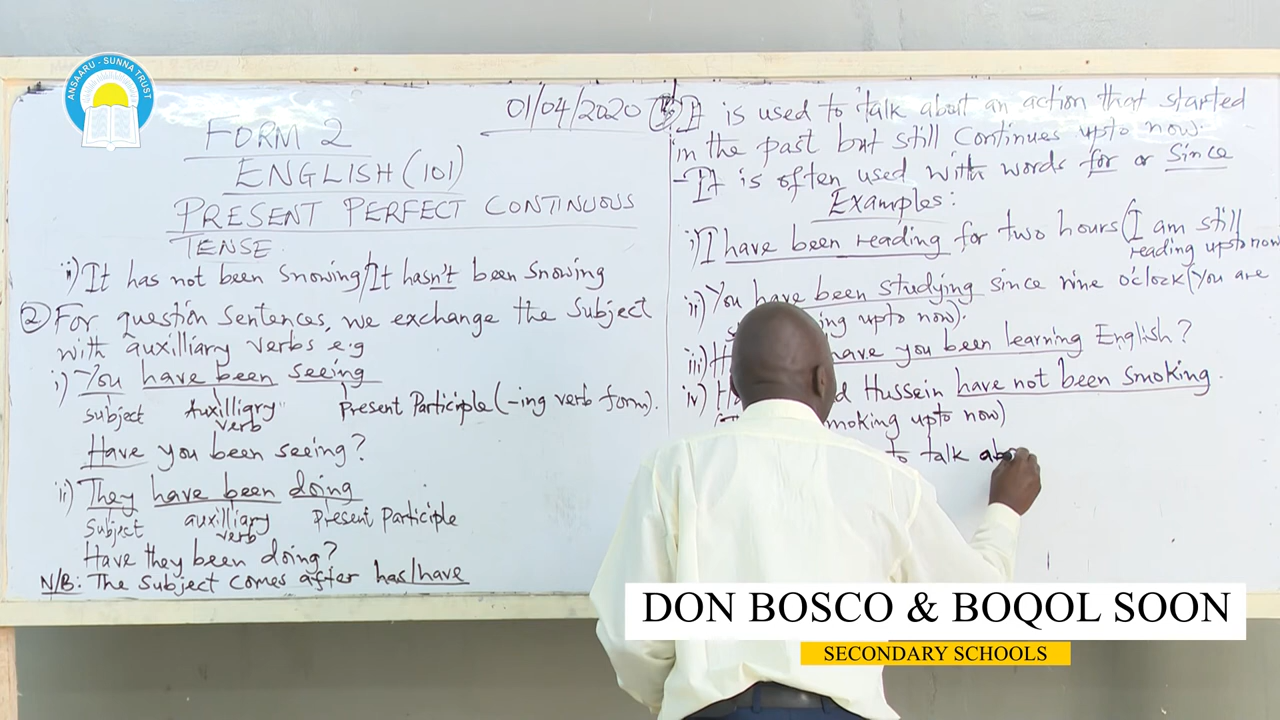 ANSAARU - SUNNA TRUST
01/04/2020
FORM 2
ENGLISH (101)
PRESENT PERFECT CONTINUOUS
TENSE.
ii) It has not been snowing/It hasn't been snowing
② For question sentences, we exchange the subject
with auxilliary verbs e.g
i) You have been seeing
subject Auxilliary verb Present Participle (-ing verb form).
Have you been seeing?
ii) They have been doing
Subject auxilliary verb Present Participle
Have they been doing?
N/B: The subject comes after has/have
It is used to talk about an action that started
in the past but still continues upto now.
- It is often used with words for or since
Examples:
i) I have been reading for two hours (I am still
reading upto now
ii) You have been studying since nine o'clock (You are
ing upto now).
iii) have you been learning English?
iv) Hussein have not been smoking.
moking upto now)
to talk abo
DON BOSCO & BOQOL SOON
SECONDARY SCHOOLS